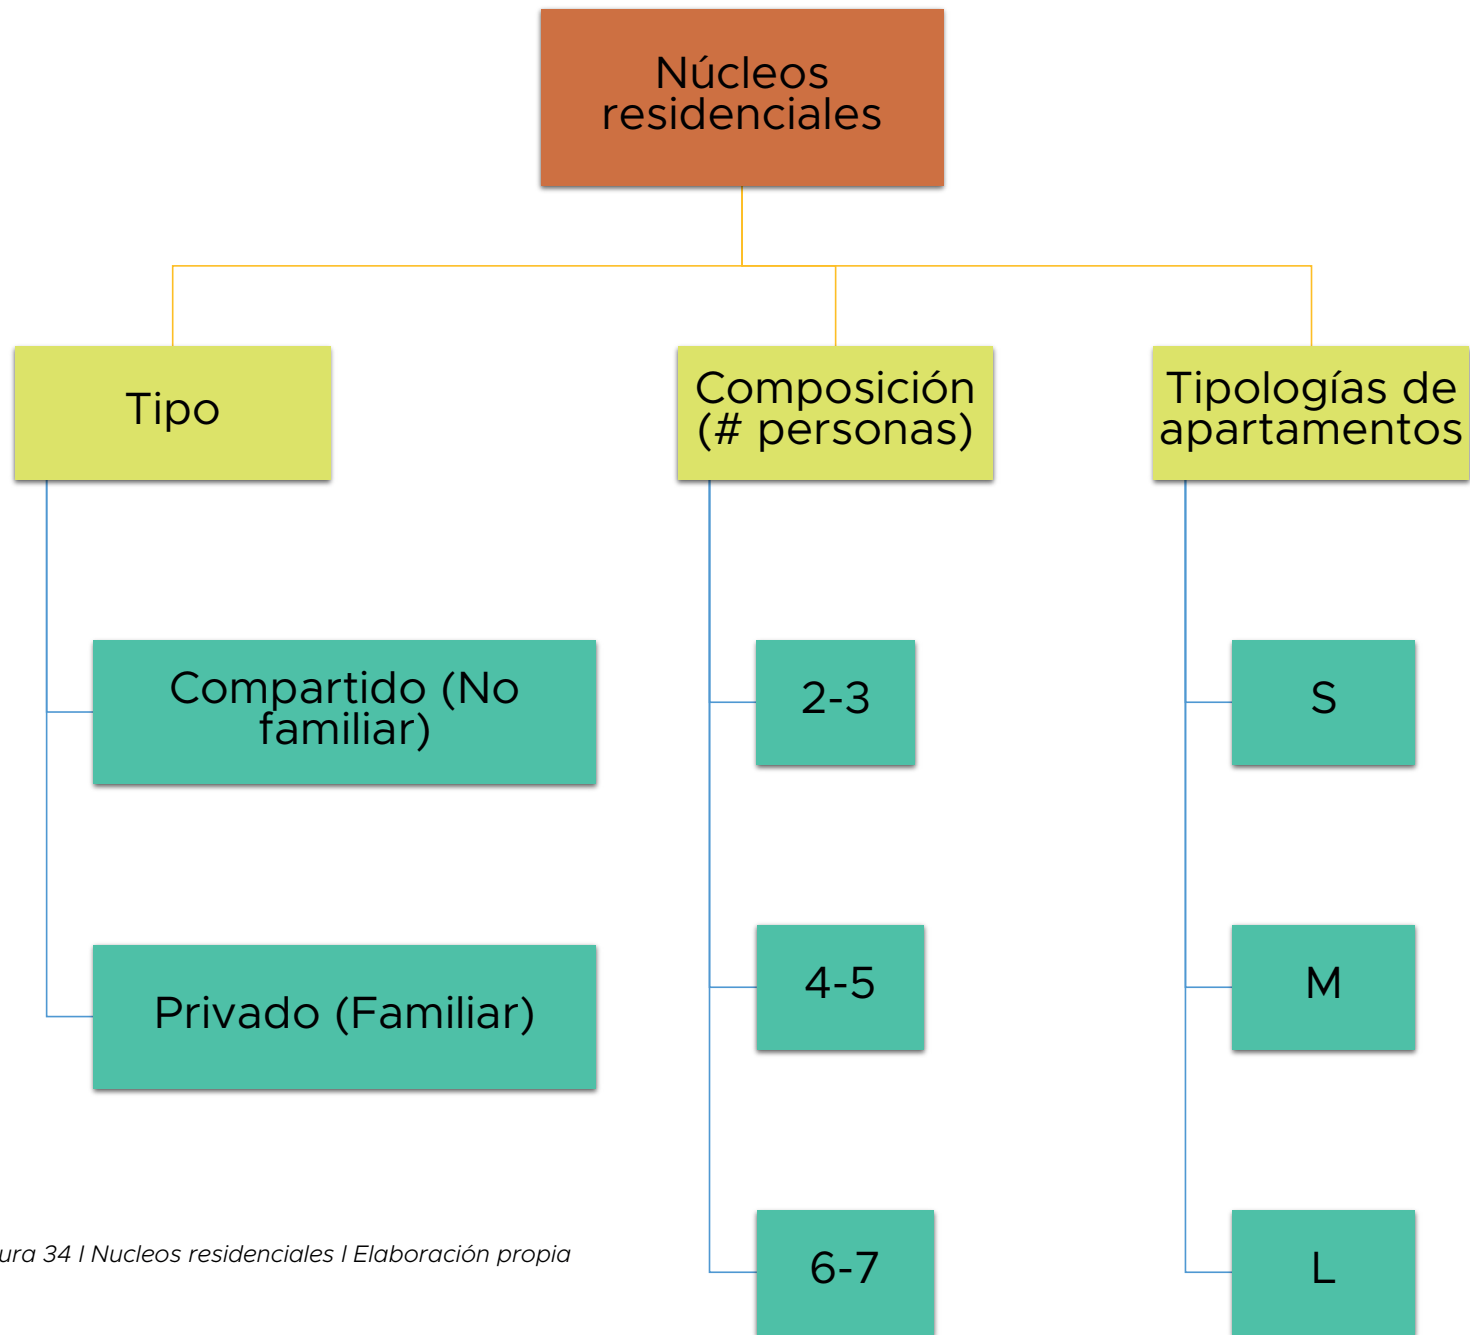 Núcleos
residenciales
Tipo
Composición
(# personas)
Tipologías de
apartamentos
Compartido (No
familiar)
2-3
S
4-5
M
Privado (Familiar)
6-7
L
ura 34 I Nucleos residenciales I Elaboración propia